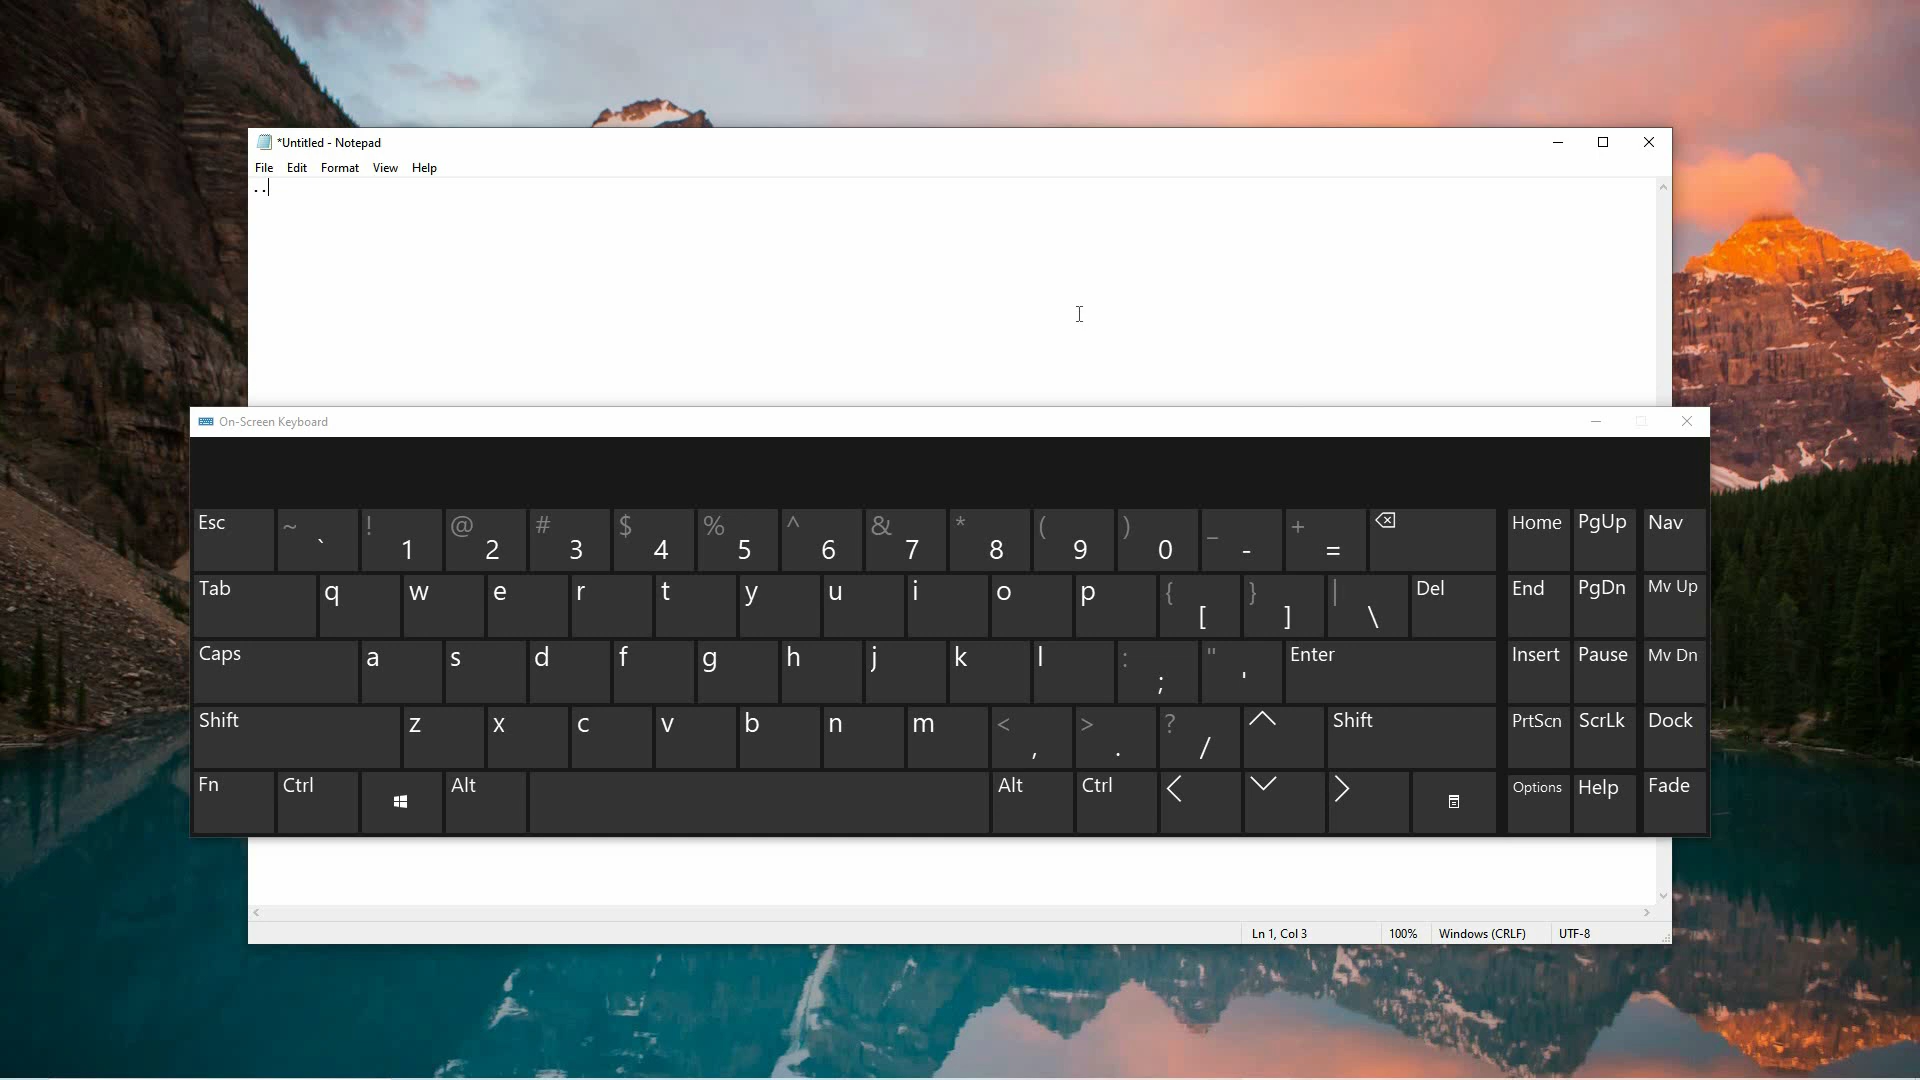 *Untitled - Notepad
File Edit Format View Help
..
On-Screen Keyboard
Esc ~ ` ! 1 @ 2 # 3 $ 4 % 5 ^ 6 & 7 * 8 ( 9 ) 0 _ - + = Home PgUp Nav
Tab q w e r t y u i o p { [ } ] | \ Del End PgDn Mv Up
Caps a s d f g h j k l : ; " ' Enter Insert Pause Mv Dn
Shift z x c v b n m < , > . ? / Shift PrtScn ScrLk Dock
Fn Ctrl Alt Alt Ctrl Options Help Fade
Ln 1, Col 3 100% Windows (CRLF) UTF-8